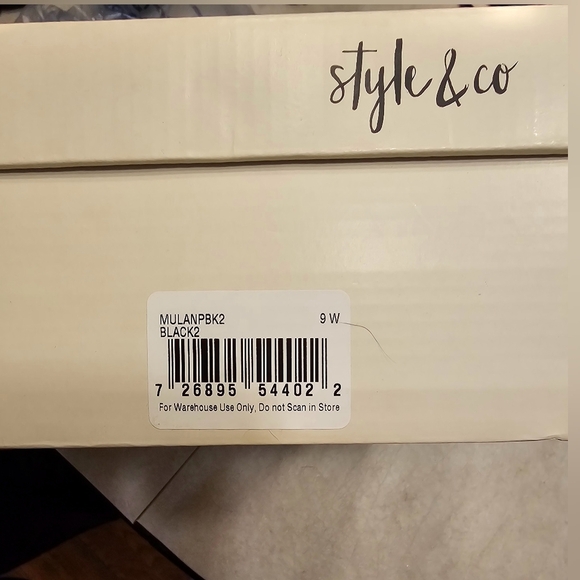 style & co
MULANPBK2 9 W
BLACK2
7 26895 54402 2
For Warehouse Use Only, Do not Scan in Store